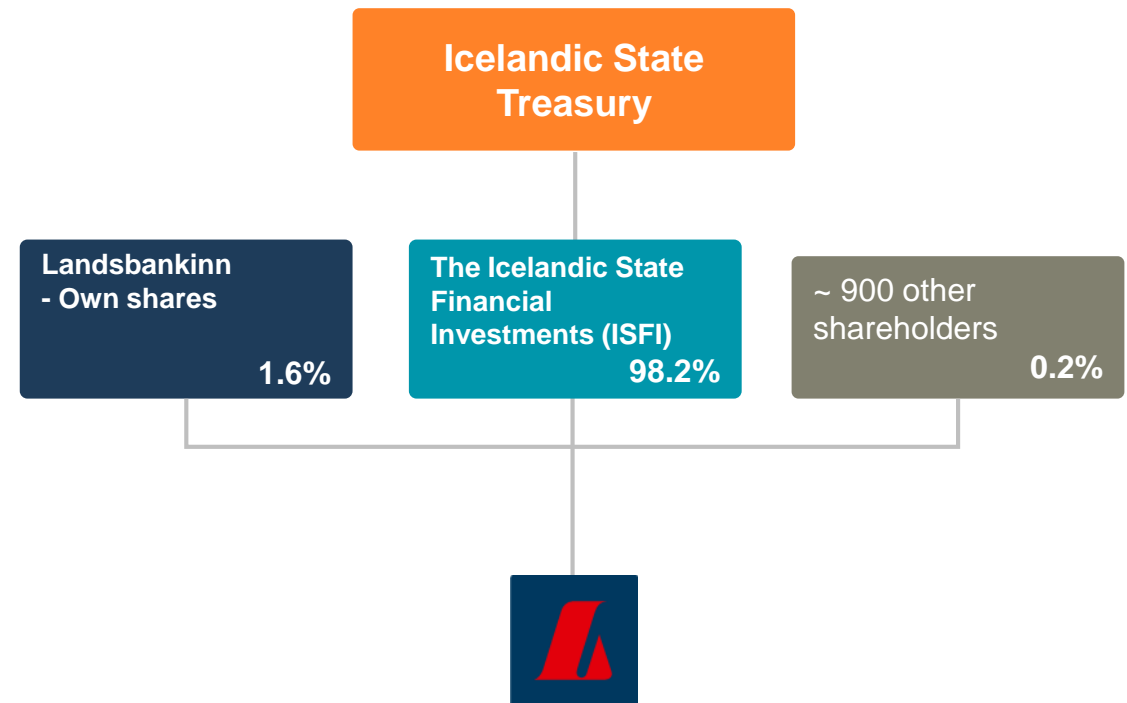 Icelandic State
Treasury
Landsbankinn
- Own shares
1.6%
The Icelandic State
Financial
Investments (ISFI)
98.2%
~ 900 other
shareholders
0.2%